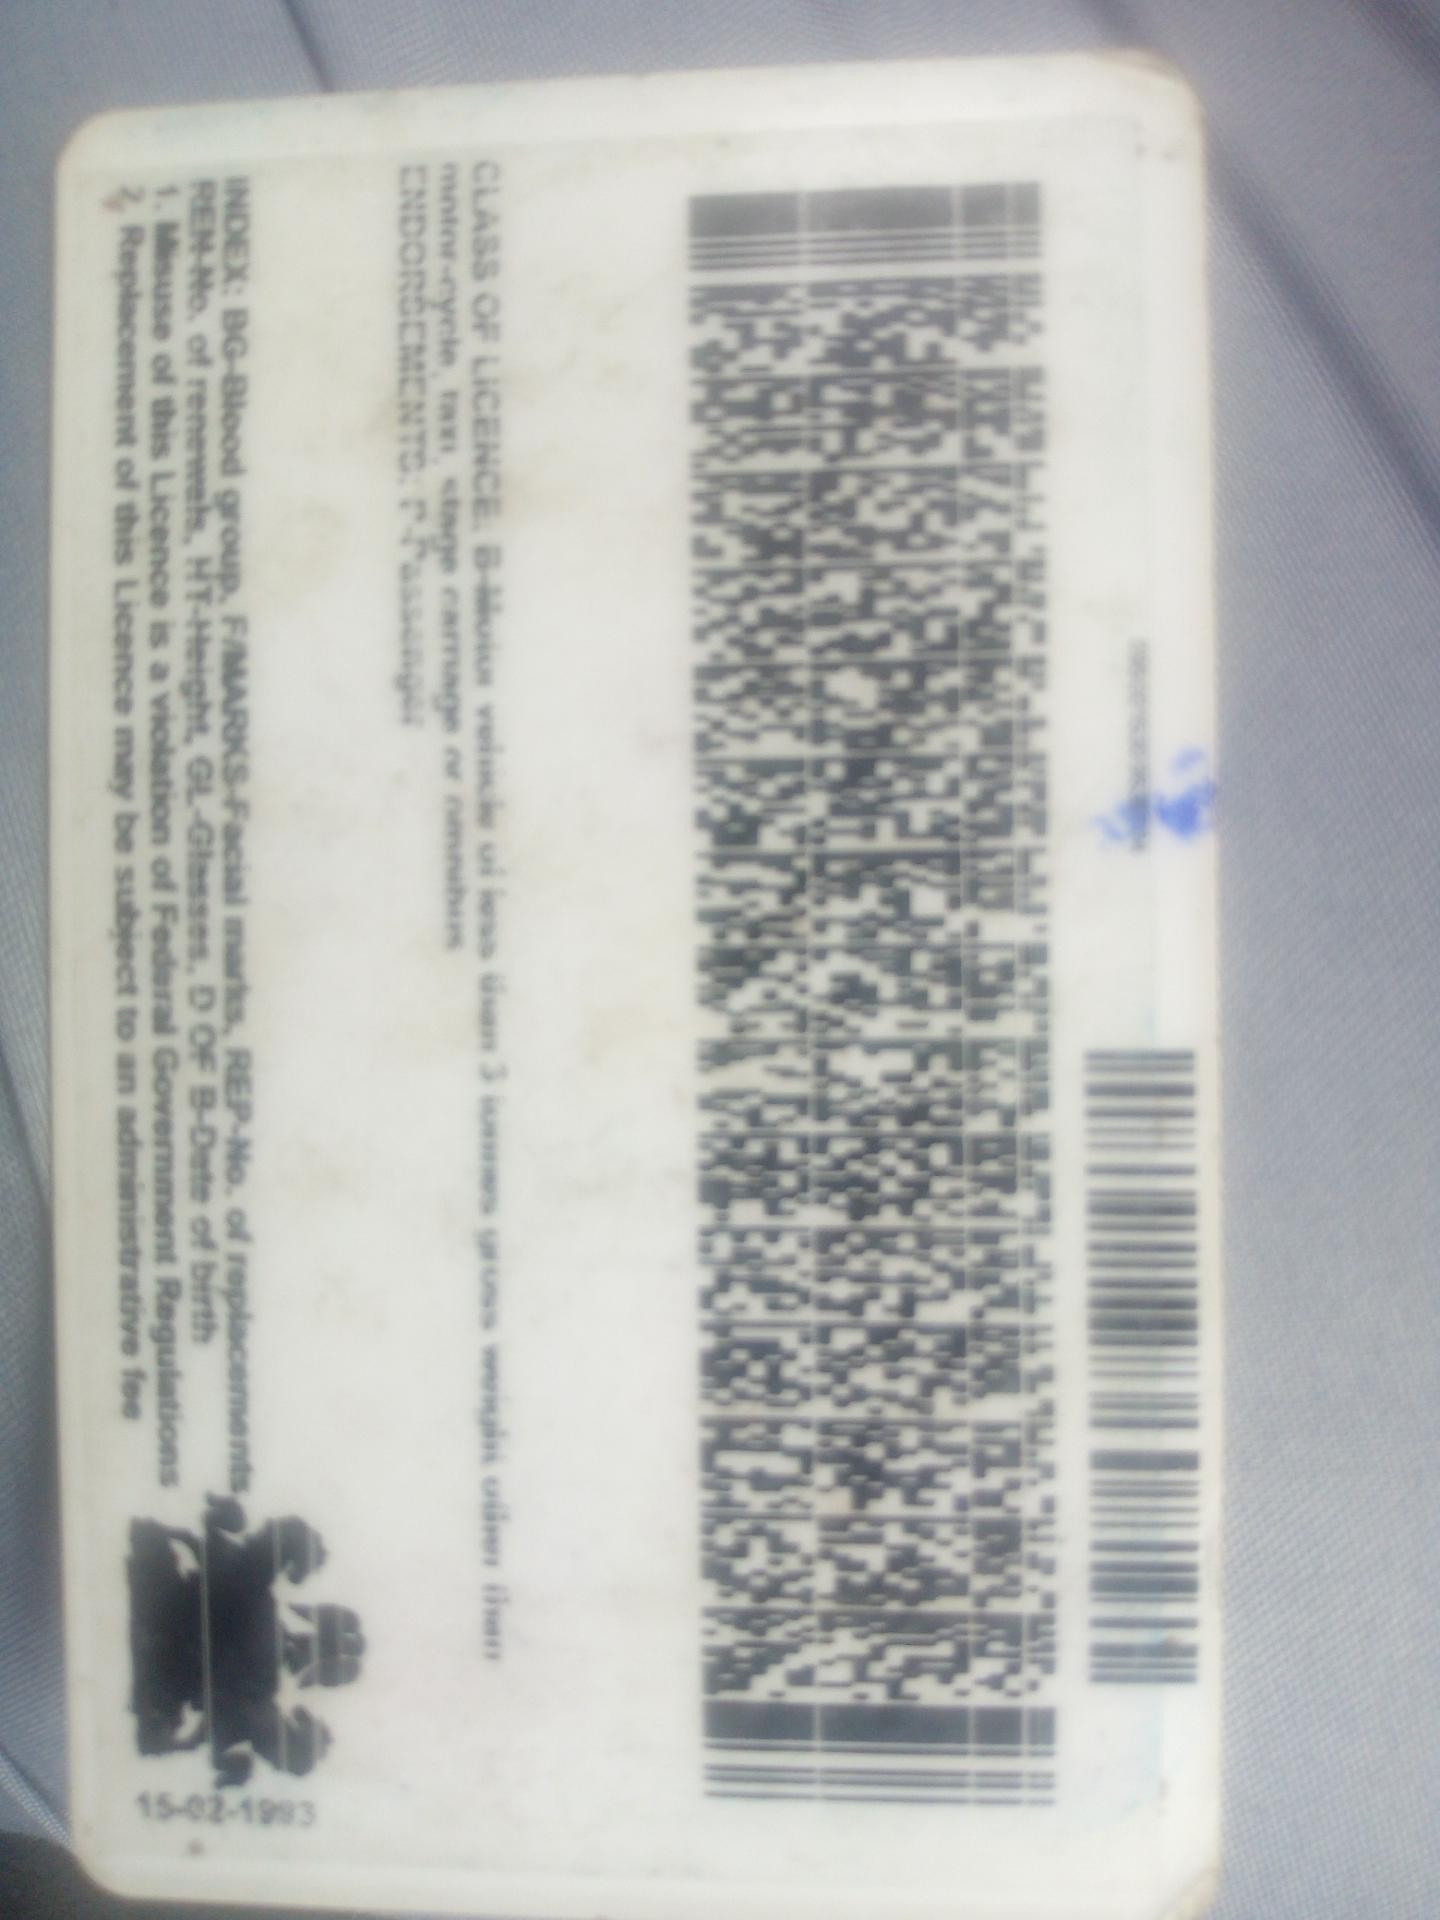 CLASS OF LICENCE: B-Motor vehicle of less than 3 tonnes gross weight other than
motor-cycle, taxi, stage carriage or omnibus
ENDORSEMENTS: P-Passenger
INDEX: BG-Blood group, F/MARKS-Facial marks, REP-No. of replacements
REN-No. of renewels, HT-Height, GL-Glasses, D OF B-Date of birth
1. Misuse of this Licence is a violation of Federal Government Regulations
2. Replacement of this Licence may be subject to an administrative fee
15-02-1993